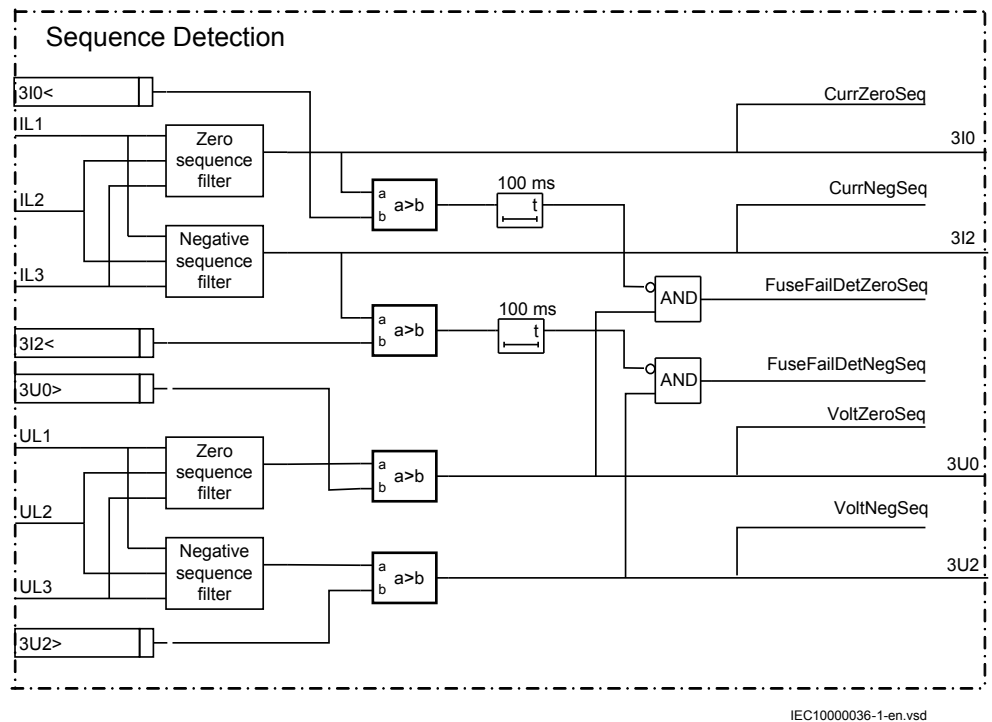 Sequence Detection
3I0<
CurrZeroSeq
IL1
Zero
sequence
filter
3I0
a
b
a>b
100 ms
t
CurrNegSeq
IL2
Negative
sequence
filter
3I2
IL3
AND
FuseFailDetZeroSeq
a
b
a>b
100 ms
t
3I2<
AND
FuseFailDetNegSeq
3U0>
VoltZeroSeq
UL1
Zero
sequence
filter
a
b
a>b
3U0
UL2
VoltNegSeq
Negative
sequence
filter
a
b
a>b
3U2
UL3
3U2>
IEC10000036-1-en.vsd